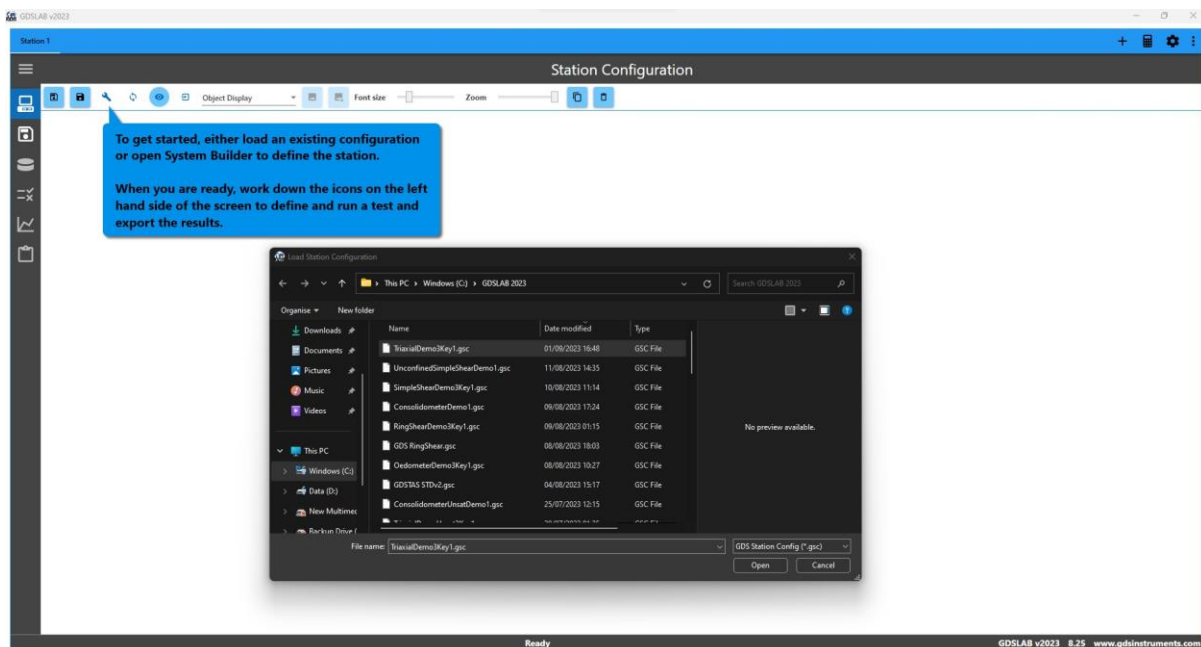 GDSLAB v2023
Station 1
Station Configuration
Object Display
Font size
Zoom
To get started, either load an existing configuration
or open System Builder to define the station.
When you are ready, work down the icons on the left
hand side of the screen to define and run a test and
export the results.
Load Station Configuration
This PC › Windows (C:) › GDSLAB 2023
Search GDSLAB 2023
Organise New folder
Name Date modified Type
Downloads
Documents
Pictures
Music
Videos
This PC
Windows (C:)
Data (D:)
New Multimec
Backup Drive (
TriaxialDemo3Key1.gsc 01/09/2023 16:48 GSC File
UnconfinedSimpleShearDemo1.gsc 11/08/2023 14:35 GSC File
SimpleShearDemo3Key1.gsc 10/08/2023 11:14 GSC File
ConsolidometerDemo1.gsc 09/08/2023 17:24 GSC File
RingShearDemo3Key1.gsc 09/08/2023 01:15 GSC File
GDS RingShear.gsc 08/08/2023 18:03 GSC File
OedometerDemo3Key1.gsc 08/08/2023 10:27 GSC File
GDSTAS STDv2.gsc 04/08/2023 15:17 GSC File
ConsolidometerUnsatDemo1.gsc 25/07/2023 12:15 GSC File
No preview available.
File name: TriaxialDemo3Key1.gsc
GDS Station Config (*.gsc)
Open Cancel
Ready
GDSLAB v2023 8.25 www.gdsinstruments.com